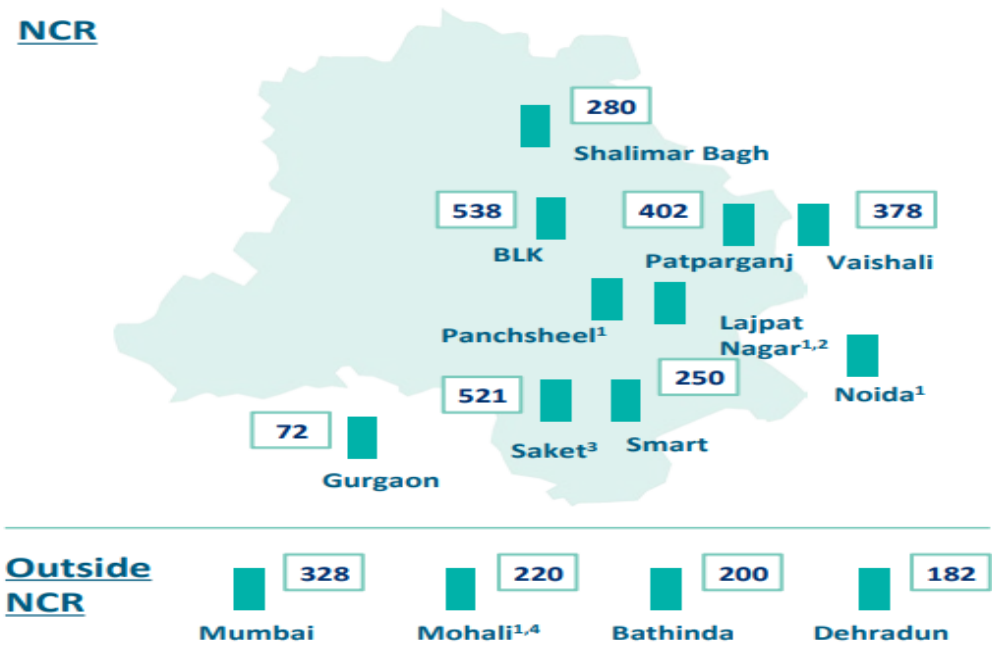 NCR
280
Shalimar Bagh
538
BLK
402
Patparganj
378
Vaishali
Panchsheel¹
Lajpat
Nagar¹,²
Noida¹
521
Saket³
250
Smart
72
Gurgaon
Outside
NCR
328
Mumbai
220
Mohali¹,⁴
200
Bathinda
182
Dehradun